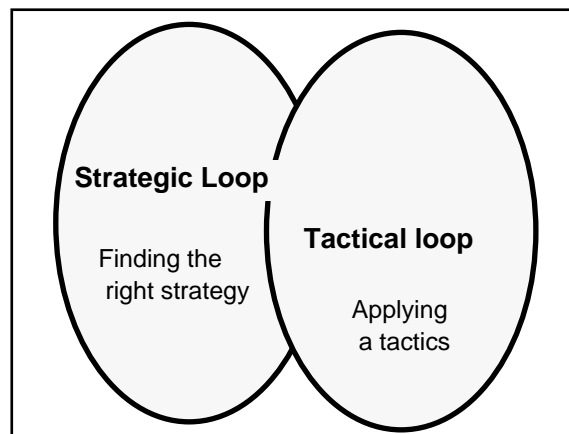 Strategic Loop
Finding the
right strategy
Tactical loop
Applying
a tactics